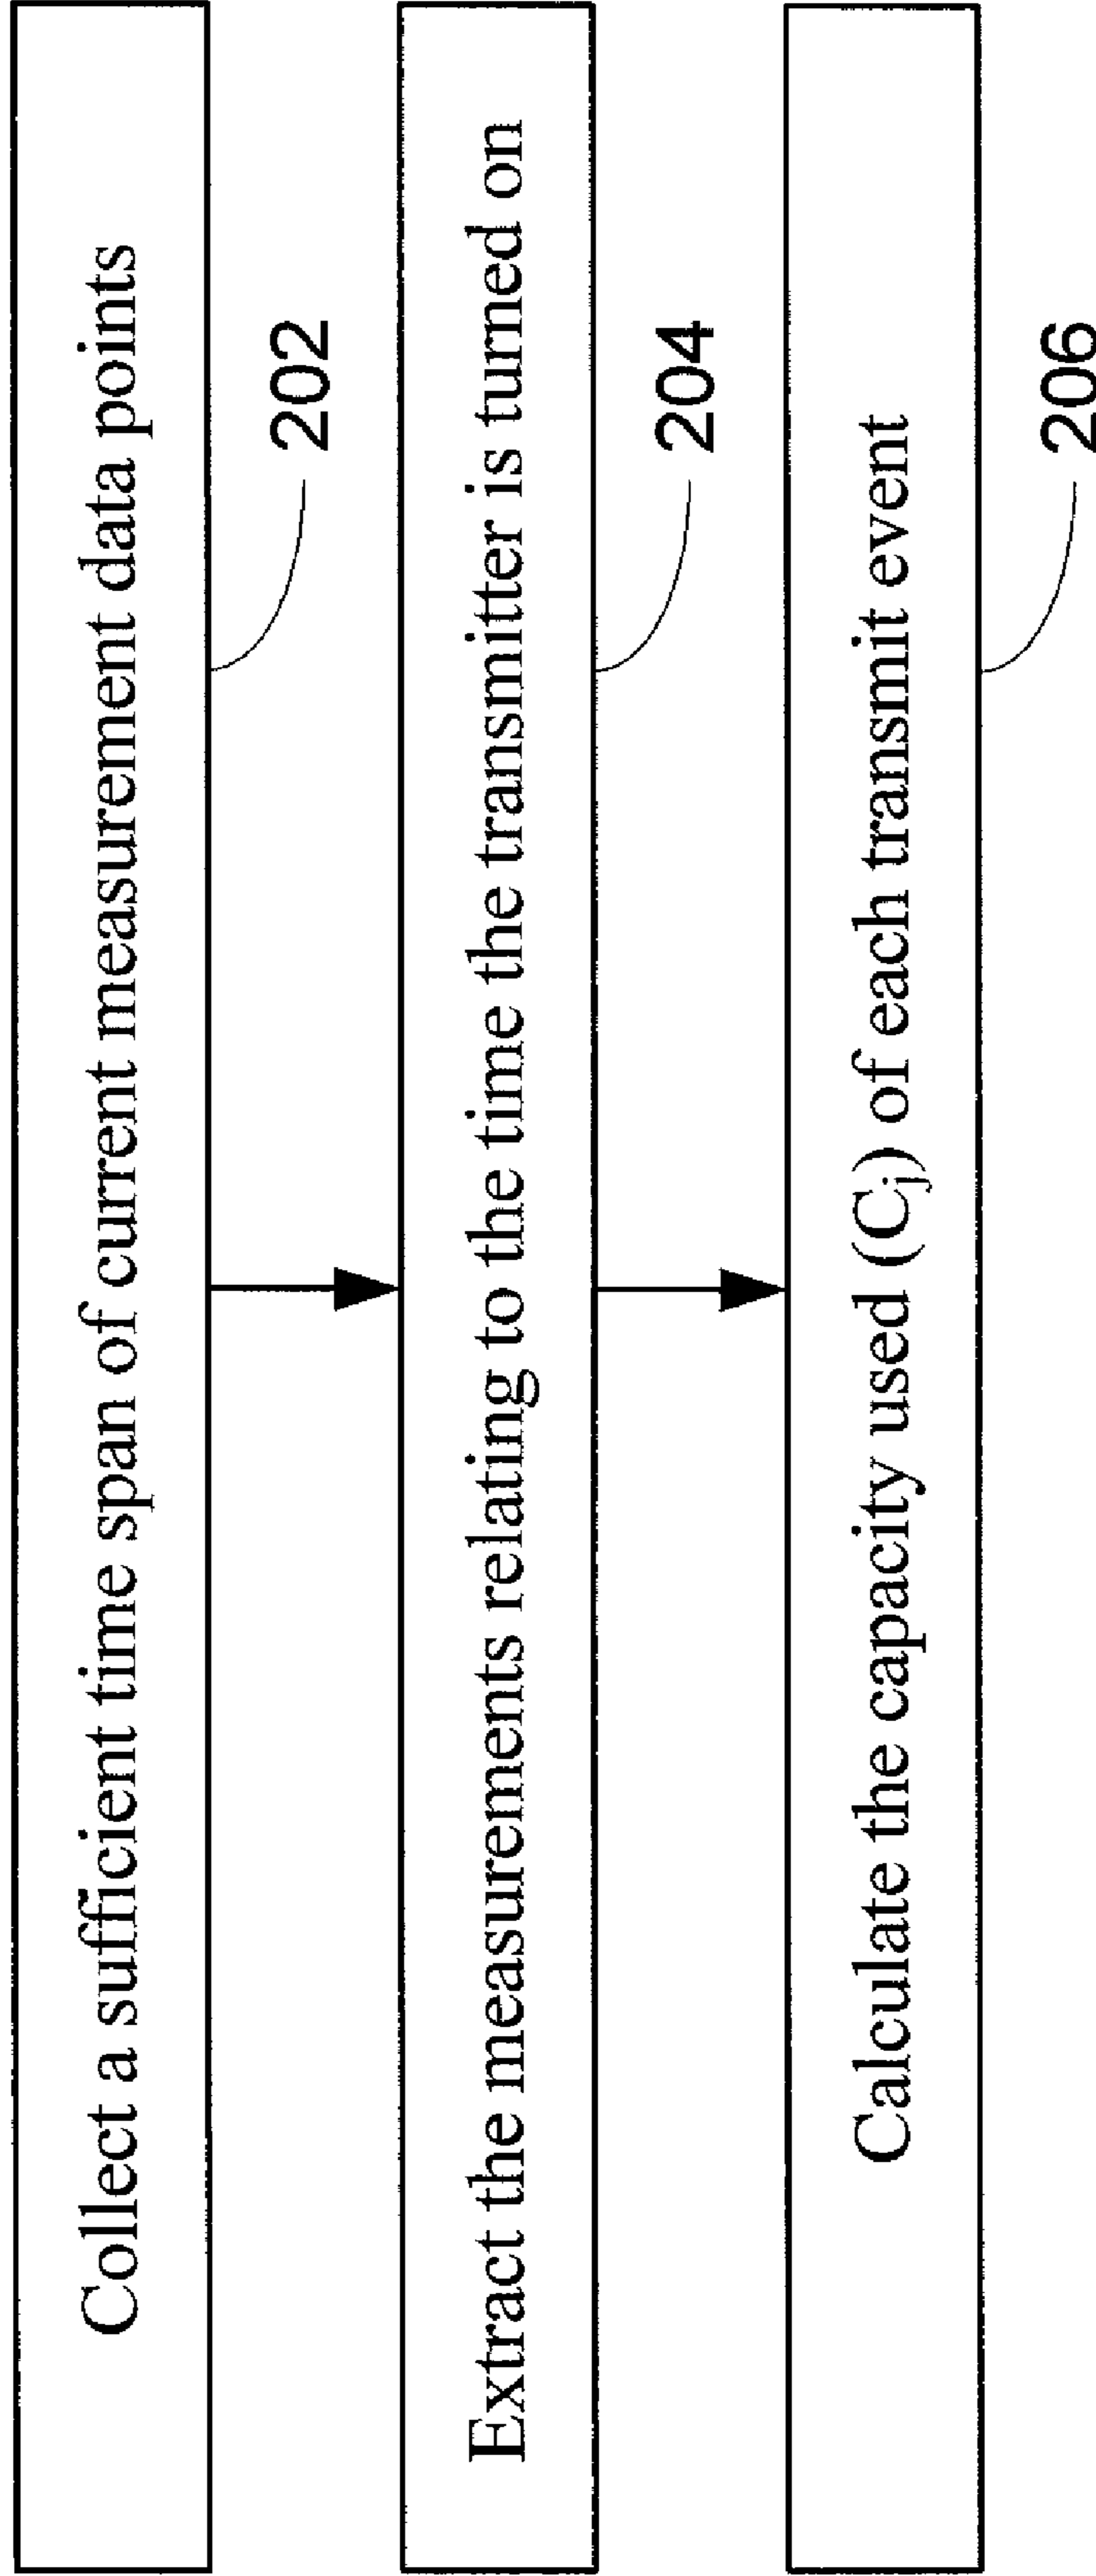 Collect a sufficient time span of current measurement data points
202
Extract the measurements relating to the time the transmitter is turned on
204
Calculate the capacity used (Cj) of each transmit event
206